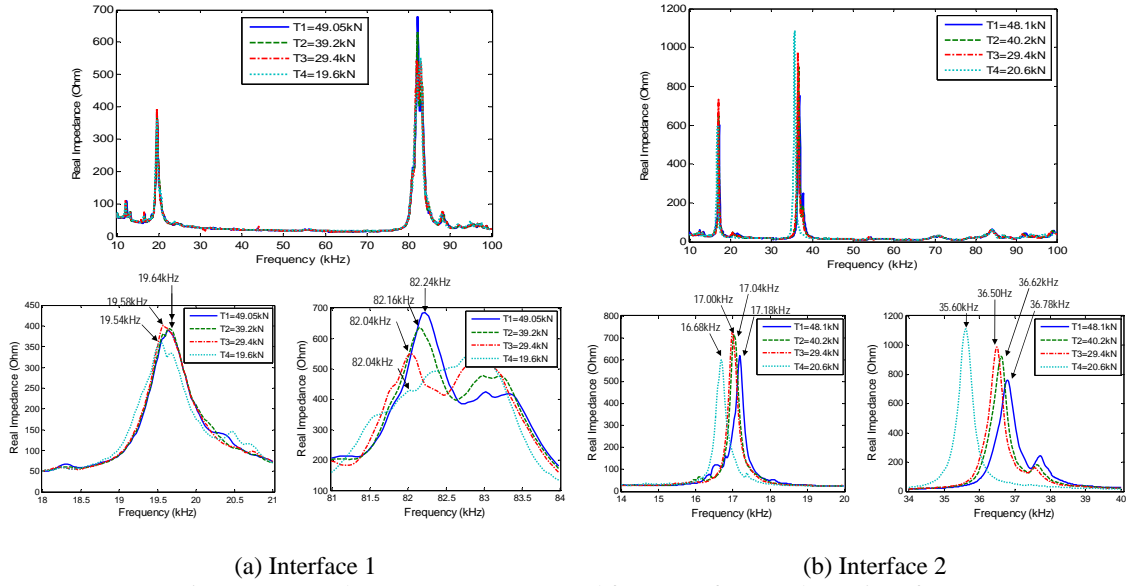 700
600
500
400
300
200
100
0
Real Impedance (Ohm)
10 20 30 40 50 60 70 80 90 100
Frequency (kHz)
T1=49.05kN
T2=39.2kN
T3=29.4kN
T4=19.6kN
1200
1000
800
600
400
200
0
Real Impedance (Ohm)
10 20 30 40 50 60 70 80 90 100
Frequency (kHz)
T1=48.1kN
T2=40.2kN
T3=29.4kN
T4=20.6kN
19.64kHz
19.58kHz
19.54kHz
450
400
350
300
250
200
150
100
50
0
Real Impedance (Ohm)
18 18.5 19 19.5 20 20.5 21
Frequency (kHz)
T1=49.05kN
T2=39.2kN
T3=29.4kN
T4=19.6kN
82.24kHz
82.16kHz
82.04kHz
82.04kHz
700
600
500
400
300
200
100
Real Impedance (Ohm)
81 81.5 82 82.5 83 83.5 84
Frequency (kHz)
T1=49.05kN
T2=39.2kN
T3=29.4kN
T4=19.6kN
17.04kHz
17.00kHz
17.18kHz
16.68kHz
800
600
400
200
0
Real Impedance (Ohm)
14 15 16 17 18 19 20
Frequency (kHz)
T1=48.1kN
T2=40.2kN
T3=29.4kN
T4=20.6kN
36.62kHz
36.50Hz
35.60kHz
36.78kHz
1200
1000
800
600
400
200
0
Real Impedance (Ohm)
34 35 36 37 38 39 40
Frequency (kHz)
T1=48.1kN
T2=40.2kN
T3=29.4kN
T4=20.6kN
(a) Interface 1
(b) Interface 2